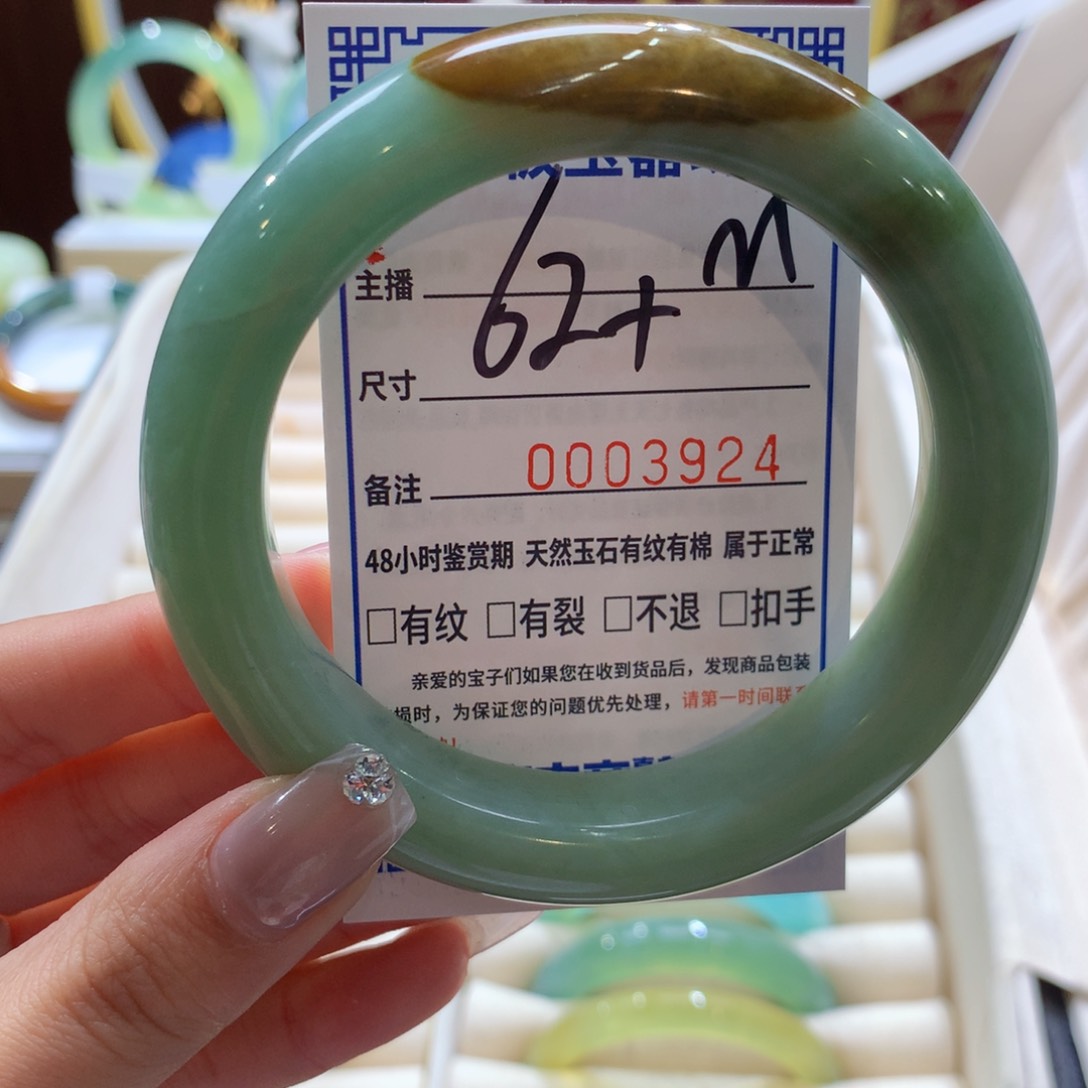 主播
62+ m
尺寸
备注 0003924
48小时鉴赏期 天然玉石有纹有棉 属于正常
□有纹 □有裂 □不退 □扣手
亲爱的宝子们如果您在收到货品后，发现商品包装
损时，为保证您的问题优先处理，请第一时间联